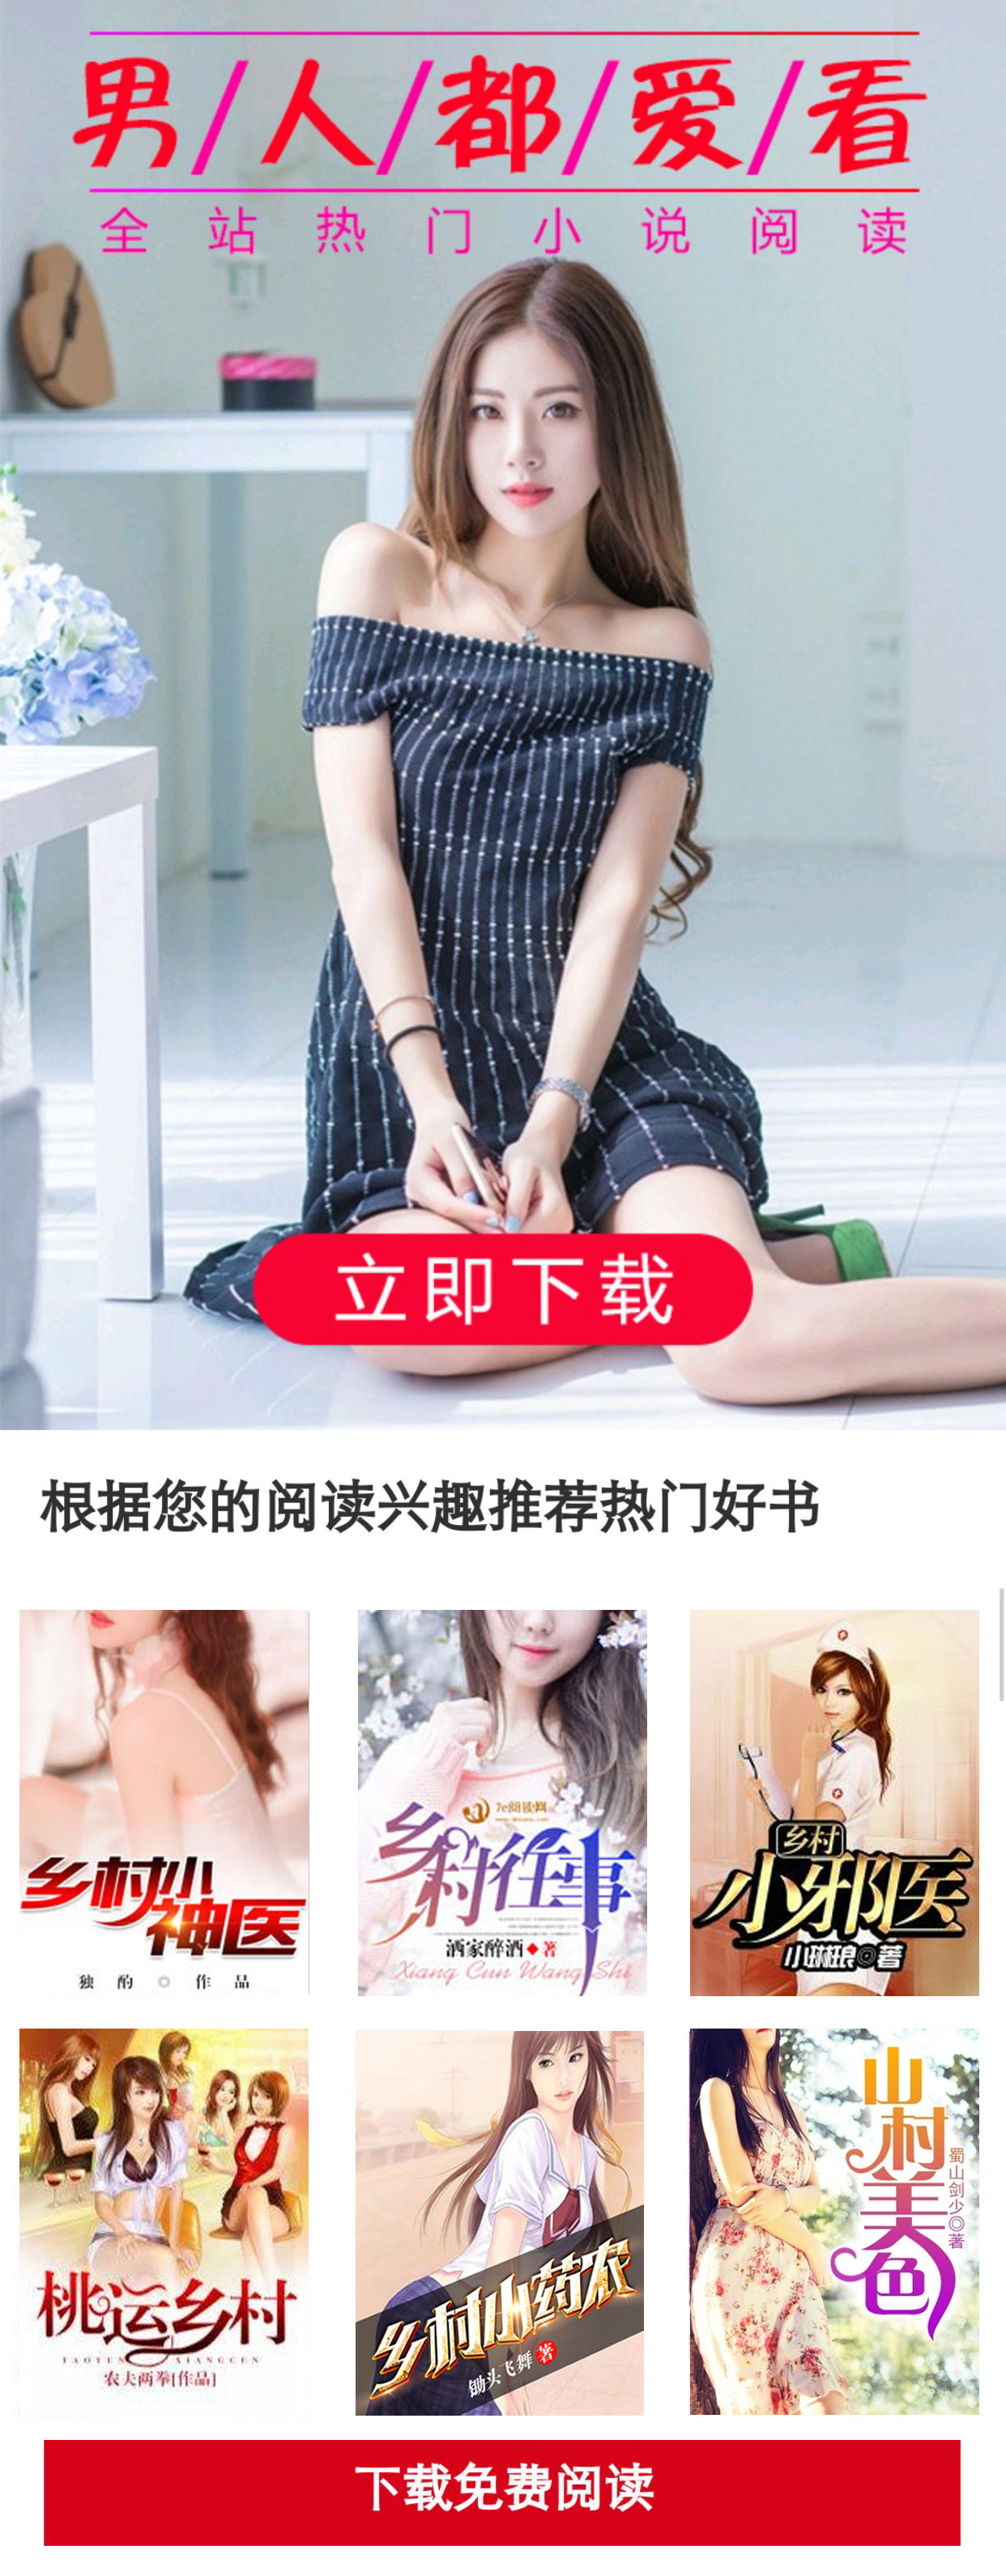 男/人/都/爱/看
全站热门小说阅读
立即下载
根据您的阅读兴趣推荐热门好书
乡村小
神医
独酌◎作品
7e阅读网
乡村往事
洒家醉酒◆著
Xiang Cun Wang Shi
乡村
小邪医
小琳琅◎著
桃运乡村
TAOYUN XIANGCUN
农夫两拳[作品]
乡村小药农
锄头飞舞 著
山村美色
蜀山剑少◎著
下载免费阅读